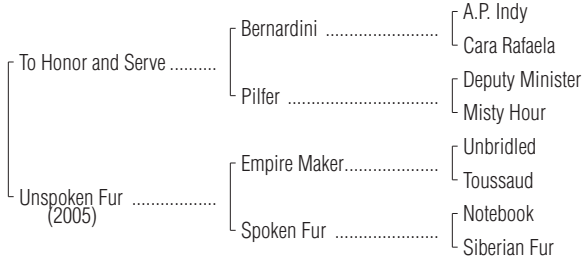 A.P. Indy
Bernardini ..............................
Cara Rafaela
To Honor and Serve ..........
Deputy Minister
Pilfer ........................................
Misty Hour
Unbridled
Empire Maker.........................
Toussaud
Unspoken Fur ..................
(2005)
Notebook
Spoken Fur ...........................
Siberian Fur